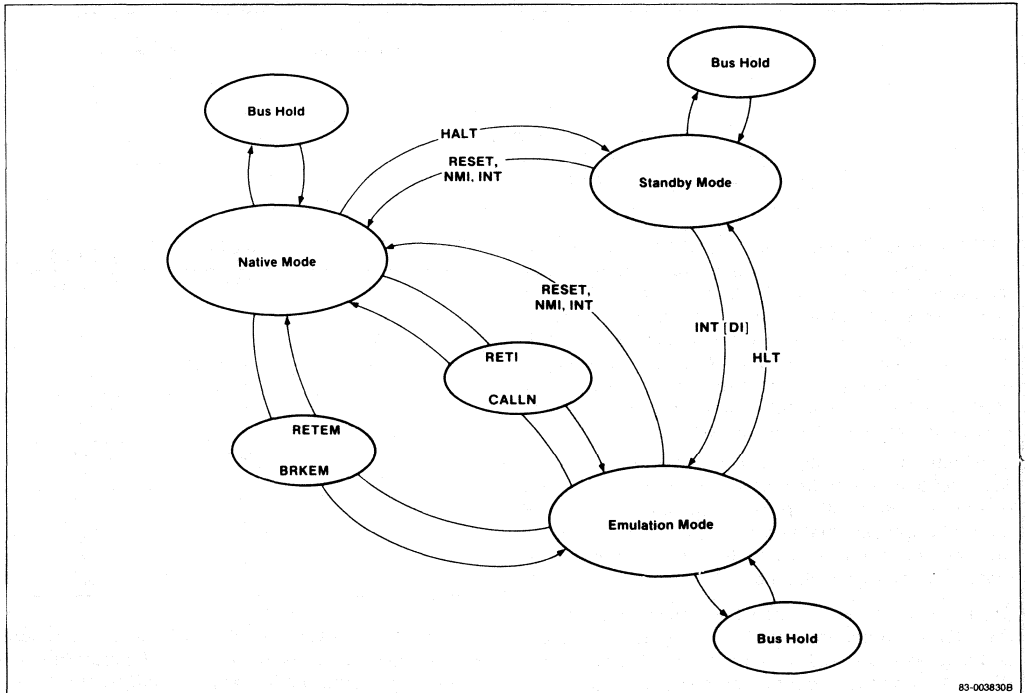 Bus Hold
Bus Hold
HALT
RESET,
NMI, INT
Standby Mode
Native Mode
RESET,
NMI, INT
INT [DI]
HLT
RETI
CALLN
RETEM
BRKEM
Emulation Mode
Bus Hold
83-003830B